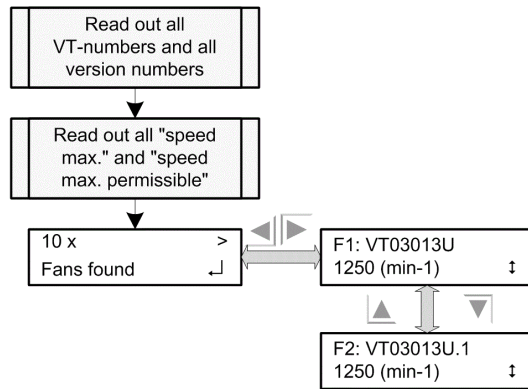 Read out all
VT-numbers and all
version numbers
Read out all "speed
max." and "speed
max. permissible"
10 x >
Fans found ↵
F1: VT03013U
1250 (min-1) ↕
F2: VT03013U.1
1250 (min-1) ↕